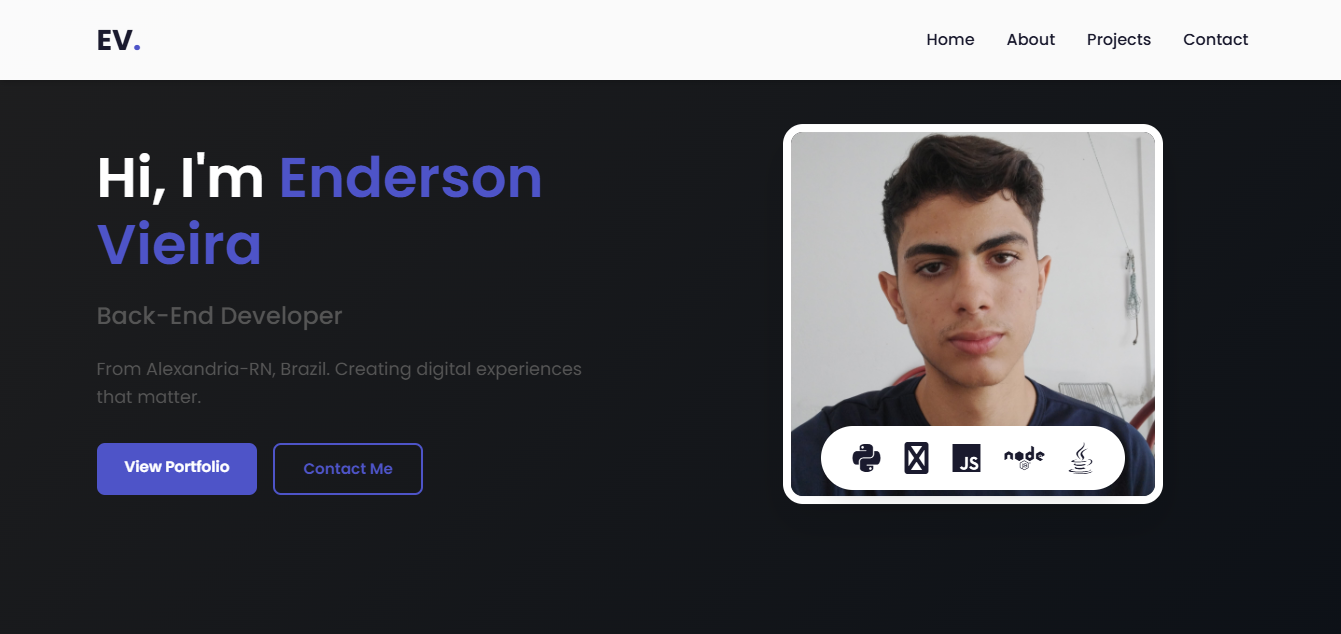 EV.
Home About Projects Contact
Hi, I'm Enderson
Vieira
Back-End Developer
From Alexandria-RN, Brazil. Creating digital experiences
that matter.
View Portfolio Contact Me
JS node JS